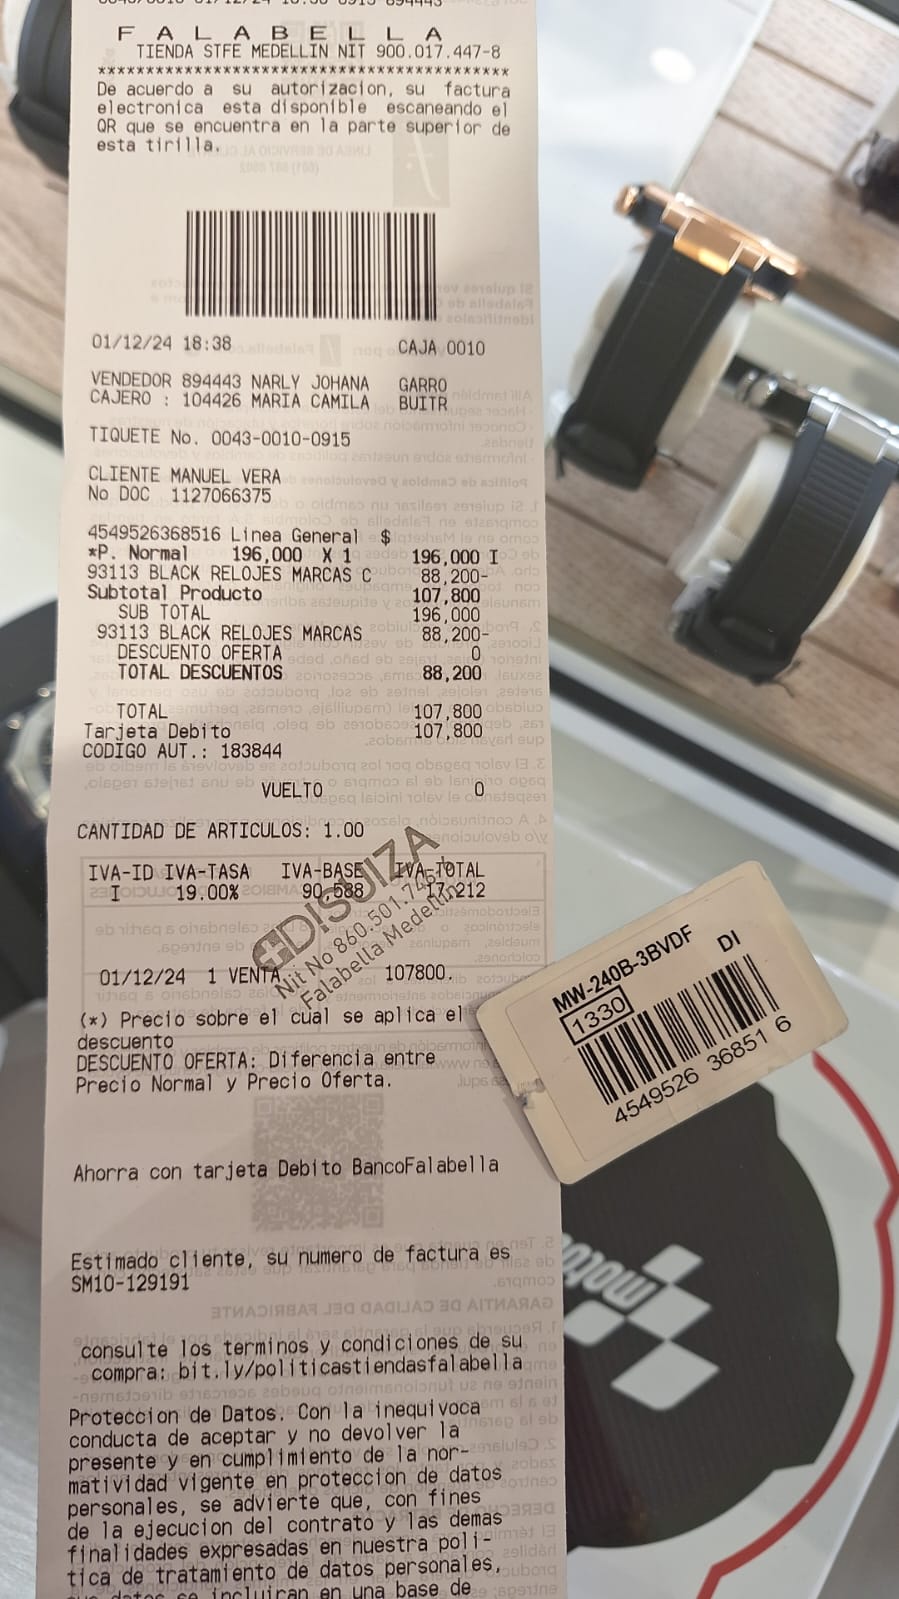 F A L A B E L L A
TIENDA STFE MEDELLIN NIT 900.017.447-8
******************************************
De acuerdo a su autorizacion, su factura
electronica esta disponible escaneando el
QR que se encuentra en la parte superior de
esta tirilla.
01/12/24 18:38 CAJA 0010
VENDEDOR 894443 NARLY JOHANA GARRO
CAJERO : 104426 MARIA CAMILA BUITR
TIQUETE No. 0043-0010-0915
CLIENTE MANUEL VERA
No DOC 1127066375
4549526368516 Linea General $
*P. Normal 196,000 X 1 196,000 I
93113 BLACK RELOJES MARCAS C 88,200-
Subtotal Producto 107,800
SUB TOTAL 196,000
93113 BLACK RELOJES MARCAS 88,200-
DESCUENTO OFERTA 0
TOTAL DESCUENTOS 88,200
TOTAL 107,800
Tarjeta Debito 107,800
CODIGO AUT.: 183844
VUELTO 0
CANTIDAD DE ARTICULOS: 1.00
IVA-ID IVA-TASA IVA-BASE IVA-TOTAL
I 19.00% 90,588 17,212
DISUIZA
Nit No 860.501.
Falabella Medellin
01/12/24 1 VENTA 107800.
(*) Precio sobre el cual se aplica el
descuento
DESCUENTO OFERTA: Diferencia entre
Precio Normal y Precio Oferta.
Ahorra con tarjeta Debito BancoFalabella
Estimado cliente, su numero de factura es
SM10-129191
consulte los terminos y condiciones de su
compra: bit.ly/politicastiendasfalabella
Proteccion de Datos. Con la inequivoca
conducta de aceptar y no devolver la
presente y en cumplimiento de la nor-
matividad vigente en proteccion de datos
personales, se advierte que, con fines
de la ejecucion del contrato y las demas
finalidades expresadas en nuestra poli-
tica de tratamiento de datos personales,
se incluiran en una base de
MW-240B-3BVDF DI
1330
4549526 36851 6